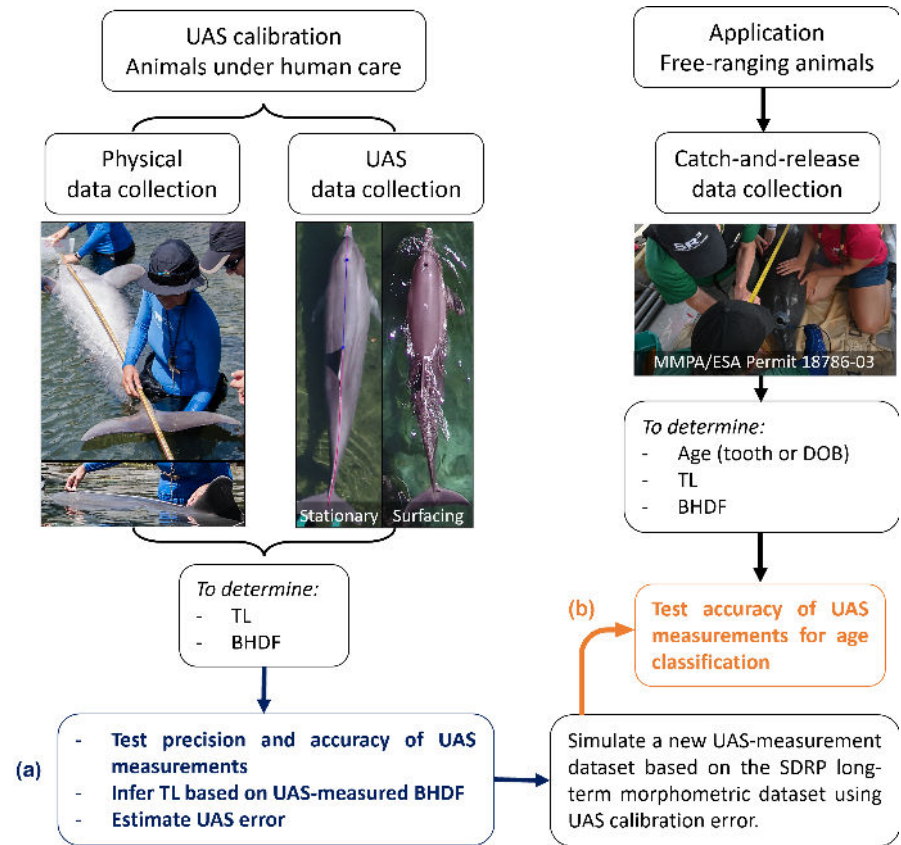 UAS calibration
Animals under human care
Physical
data collection
UAS
data collection
Stationary
Surfacing
To determine:
- TL
- BHDF
(a)
- Test precision and accuracy of UAS
measurements
- Infer TL based on UAS-measured BHDF
- Estimate UAS error
Application
Free-ranging animals
Catch-and-release
data collection
SR³
MMPA/ESA Permit 18786-03
To determine:
- Age (tooth or DOB)
- TL
- BHDF
(b)
Test accuracy of UAS
measurements for age
classification
Simulate a new UAS-measurement
dataset based on the SDRP long-
term morphometric dataset using
UAS calibration error.